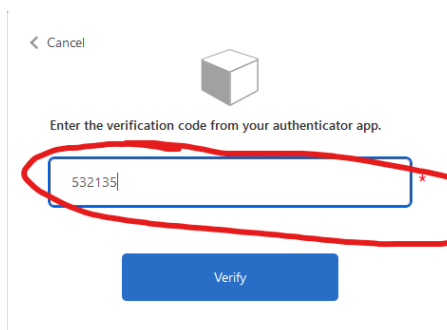 Cancel
Enter the verification code from your authenticator app.
532135
*
Verify